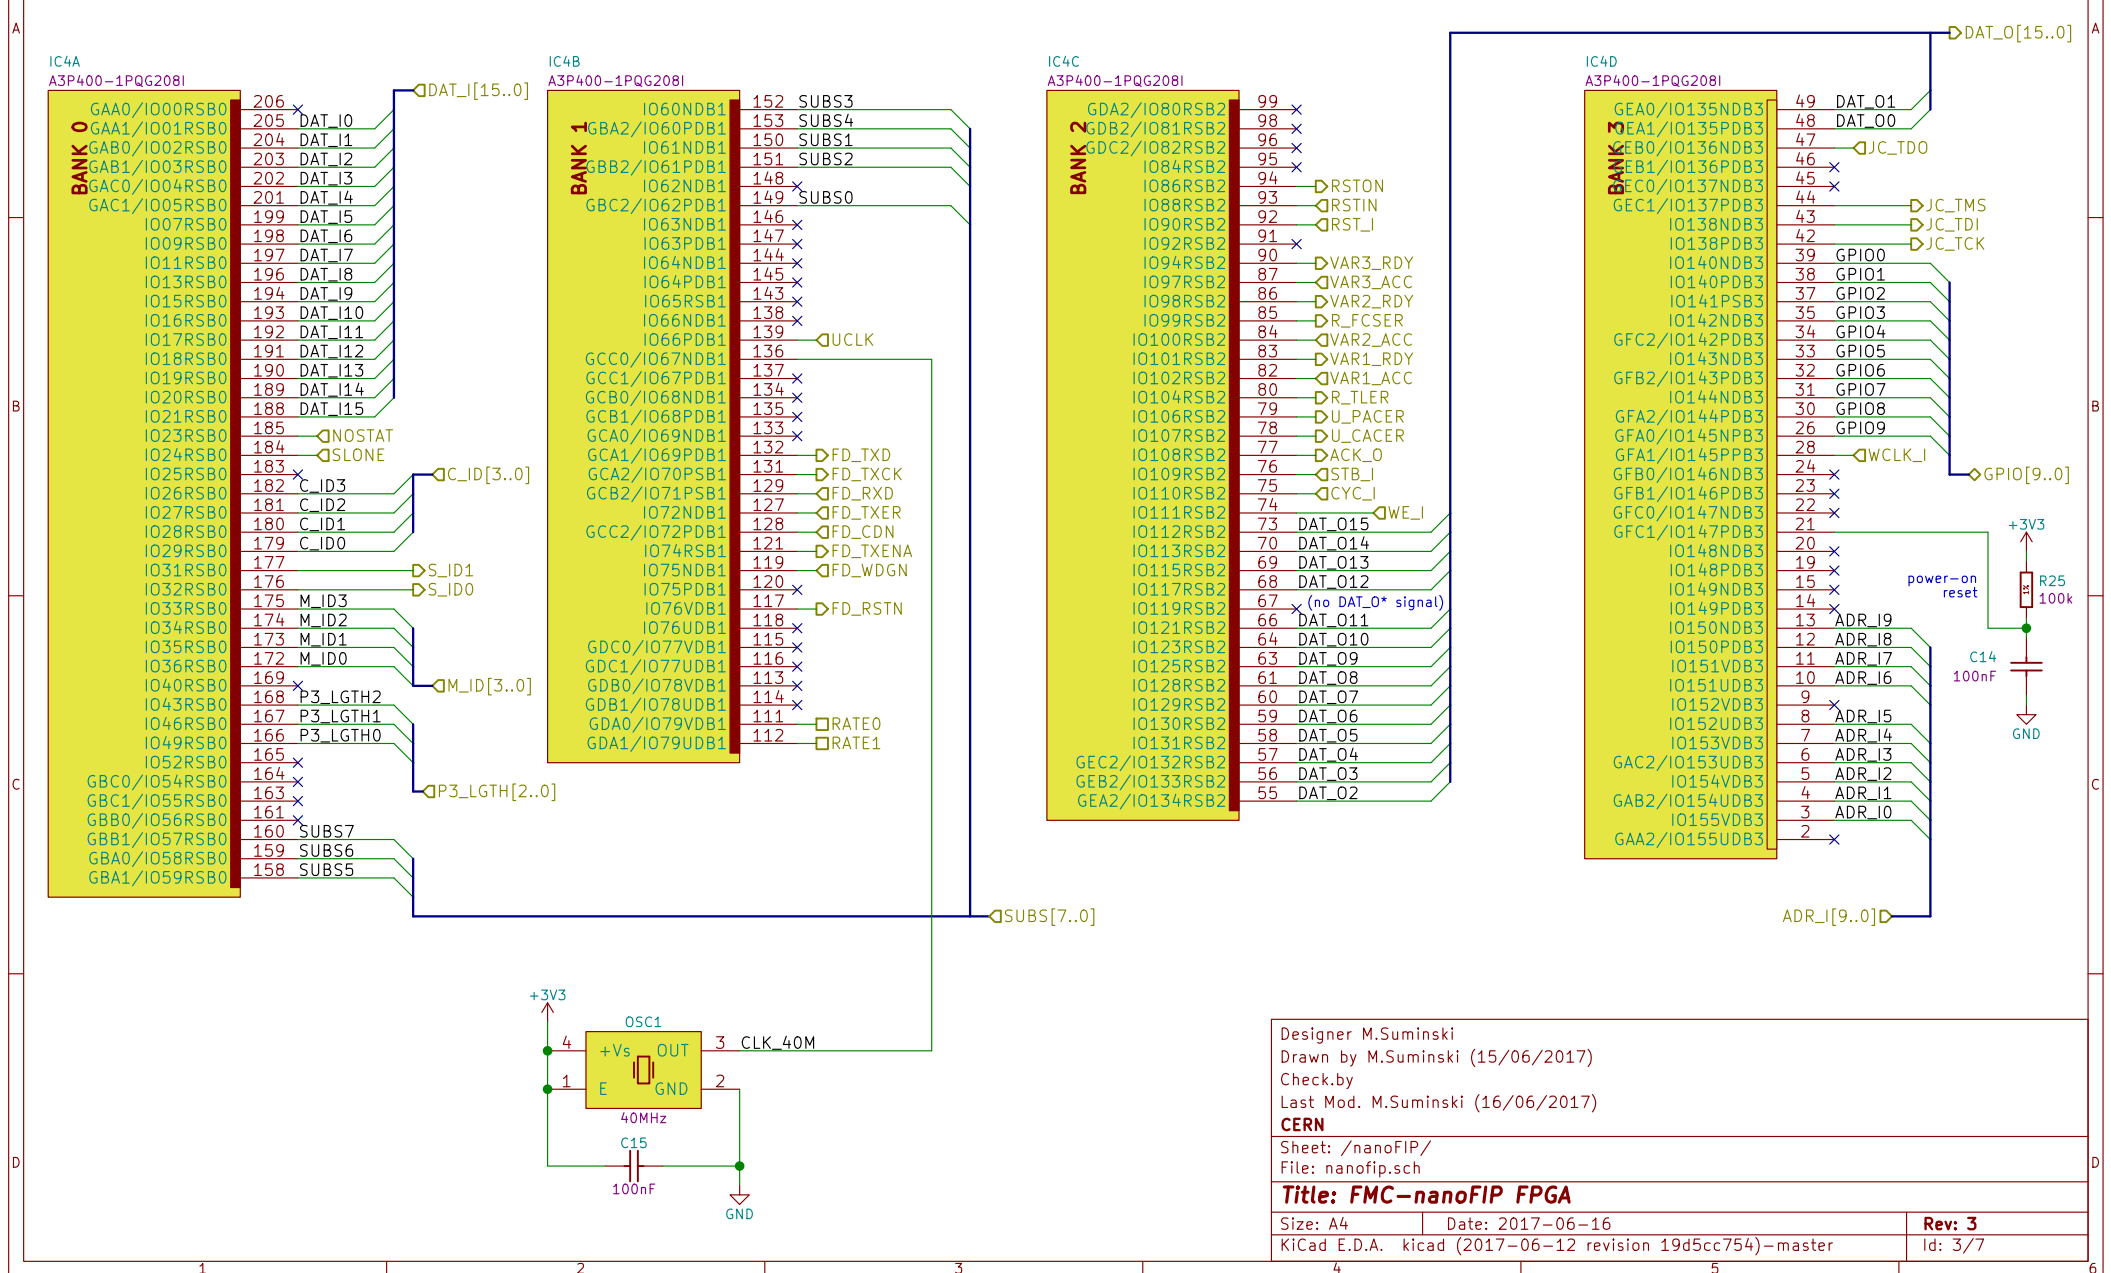 A
A
IC4A
A3P400-1PQG208I
BANK 0
GAA0/IO00RSB0 206
GAA1/IO01RSB0 205 DAT_I0
GAB0/IO02RSB0 204 DAT_I1
GAB1/IO03RSB0 203 DAT_I2
GAC0/IO04RSB0 202 DAT_I3
GAC1/IO05RSB0 201 DAT_I4
IO07RSB0 199 DAT_I5
IO09RSB0 198 DAT_I6
IO11RSB0 197 DAT_I7
IO13RSB0 196 DAT_I8
IO15RSB0 194 DAT_I9
IO16RSB0 193 DAT_I10
IO17RSB0 192 DAT_I11
IO18RSB0 191 DAT_I12
IO19RSB0 190 DAT_I13
IO20RSB0 189 DAT_I14
IO21RSB0 188 DAT_I15
IO23RSB0 185 NOSTAT
IO24RSB0 184 SLONE
IO25RSB0 183
IO26RSB0 182 C_ID3
IO27RSB0 181 C_ID2
IO28RSB0 180 C_ID1
IO29RSB0 179 C_ID0
IO31RSB0 177 S_ID1
IO32RSB0 176 S_ID0
IO33RSB0 175 M_ID3
IO34RSB0 174 M_ID2
IO35RSB0 173 M_ID1
IO36RSB0 172 M_ID0
IO40RSB0 169
IO43RSB0 168 P3_LGTH2
IO46RSB0 167 P3_LGTH1
IO49RSB0 166 P3_LGTH0
IO52RSB0 165
GBC0/IO54RSB0 164
GBC1/IO55RSB0 163
GBB0/IO56RSB0 161
GBB1/IO57RSB0 160 SUBS7
GBA0/IO58RSB0 159 SUBS6
GBA1/IO59RSB0 158 SUBS5
DAT_I[15..0]
C_ID[3..0]
M_ID[3..0]
P3_LGTH[2..0]
IC4B
A3P400-1PQG208I
BANK 1
IO60NDB1 152 SUBS3
GBA2/IO60PDB1 153 SUBS4
IO61NDB1 150 SUBS1
GBB2/IO61PDB1 151 SUBS2
IO62NDB1 148
GBC2/IO62PDB1 149 SUBS0
IO63NDB1 146
IO63PDB1 147
IO64NDB1 144
IO64PDB1 145
IO65RSB1 143
IO66NDB1 138
IO66PDB1 139 UCLK
GCC0/IO67NDB1 136
GCC1/IO67PDB1 137
GCB0/IO68NDB1 134
GCB1/IO68PDB1 135
GCA0/IO69NDB1 133
GCA1/IO69PDB1 132 FD_TXD
GCA2/IO70PSB1 131 FD_TXCK
GCB2/IO71PSB1 129 FD_RXD
IO72NDB1 127 FD_TXER
GCC2/IO72PDB1 128 FD_CDN
IO74RSB1 121 FD_TXENA
IO75NDB1 119 FD_WDGN
IO75PDB1 120
IO76VDB1 117 FD_RSTN
IO76UDB1 118
GDC0/IO77VDB1 115
GDC1/IO77UDB1 116
GDB0/IO78VDB1 113
GDB1/IO78UDB1 114
GDA0/IO79VDB1 111 RATE0
GDA1/IO79UDB1 112 RATE1
SUBS[7..0]
IC4C
A3P400-1PQG208I
BANK 2
GDA2/IO80RSB2 99
GDB2/IO81RSB2 98
GDC2/IO82RSB2 96
IO84RSB2 95
IO86RSB2 94 RSTON
IO88RSB2 93 RSTIN
IO90RSB2 92 RST_I
IO92RSB2 91
IO94RSB2 90 VAR3_RDY
IO97RSB2 87 VAR3_ACC
IO98RSB2 86 VAR2_RDY
IO99RSB2 85 R_FCSER
IO100RSB2 84 VAR2_ACC
IO101RSB2 83 VAR1_RDY
IO102RSB2 82 VAR1_ACC
IO104RSB2 80 R_TLER
IO106RSB2 79 U_PACER
IO107RSB2 78 U_CACER
IO108RSB2 77 ACK_O
IO109RSB2 76 STB_I
IO110RSB2 75 CYC_I
IO111RSB2 74 WE_I
IO112RSB2 73 DAT_O15
IO113RSB2 70 DAT_O14
IO115RSB2 69 DAT_O13
IO117RSB2 68 DAT_O12
IO119RSB2 67 (no DAT_O* signal)
IO121RSB2 66 DAT_O11
IO123RSB2 64 DAT_O10
IO125RSB2 63 DAT_O9
IO128RSB2 61 DAT_O8
IO129RSB2 60 DAT_O7
IO130RSB2 59 DAT_O6
IO131RSB2 58 DAT_O5
GEC2/IO132RSB2 57 DAT_O4
GEB2/IO133RSB2 56 DAT_O3
GEA2/IO134RSB2 55 DAT_O2
DAT_O[15..0]
IC4D
A3P400-1PQG208I
BANK 3
GEA0/IO135NDB3 49 DAT_O1
GEA1/IO135PDB3 48 DAT_O0
GEB0/IO136NDB3 47 JC_TDO
GEB1/IO136PDB3 46
GEC0/IO137NDB3 45
GEC1/IO137PDB3 44 JC_TMS
IO138NDB3 43 JC_TDI
IO138PDB3 42 JC_TCK
IO140NDB3 39 GPIO0
IO140PDB3 38 GPIO1
IO141PSB3 37 GPIO2
IO142NDB3 35 GPIO3
GFC2/IO142PDB3 34 GPIO4
IO143NDB3 33 GPIO5
GFB2/IO143PDB3 32 GPIO6
IO144NDB3 31 GPIO7
GFA2/IO144PDB3 30 GPIO8
GFA0/IO145NPB3 26 GPIO9
GFA1/IO145PPB3 28 WCLK_I
GFB0/IO146NDB3 24
GFB1/IO146PDB3 23
GFC0/IO147NDB3 22
GFC1/IO147PDB3 21
IO148NDB3 20
IO148PDB3 19
IO149NDB3 15
IO149PDB3 14
IO150NDB3 13 ADR_I9
IO150PDB3 12 ADR_I8
IO151VDB3 11 ADR_I7
IO151UDB3 10 ADR_I6
IO152VDB3 9
IO152UDB3 8 ADR_I5
IO153VDB3 7 ADR_I4
GAC2/IO153UDB3 6 ADR_I3
IO154VDB3 5 ADR_I2
GAB2/IO154UDB3 4 ADR_I1
IO155VDB3 3 ADR_I0
GAA2/IO155UDB3 2
GPIO[9..0]
ADR_I[9..0]
+3V3
power-on
reset
1%
R25
100k
C14
100nF
GND
B
B
C
C
+3V3
OSC1
4 +Vs OUT 3 CLK_40M
1 E GND 2
40MHz
C15
100nF
GND
D
D
Designer M.Suminski
Drawn by M.Suminski (15/06/2017)
Check.by
Last Mod. M.Suminski (16/06/2017)
CERN
Sheet: /nanoFIP/
File: nanofip.sch
Title: FMC-nanoFIP FPGA
Size: A4 Date: 2017-06-16 Rev: 3
KiCad E.D.A. kicad (2017-06-12 revision 19d5cc754)-master Id: 3/7
1 2 3 4 5 6